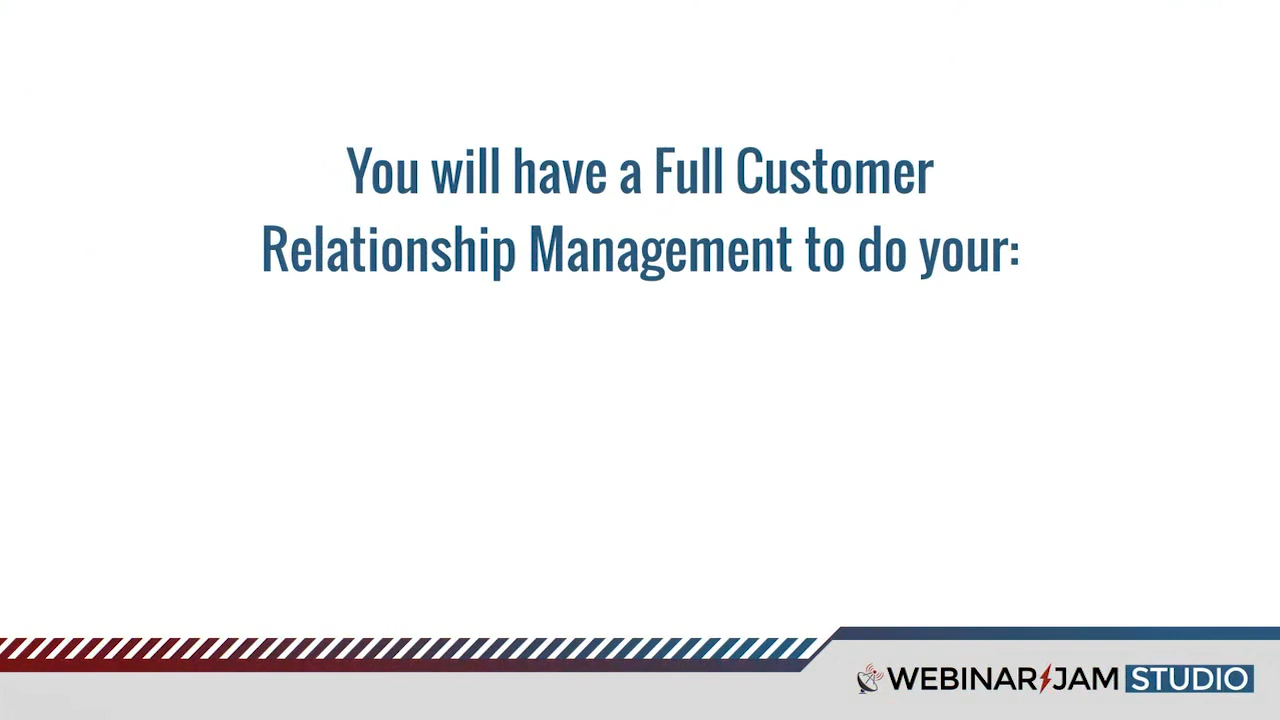 You will have a Full Customer
Relationship Management to do your:
WEBINARJAM STUDIO